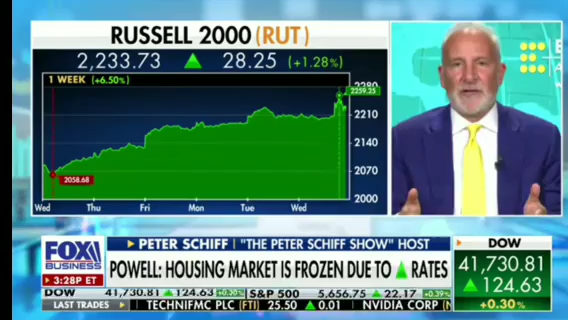 RUSSELL 2000 (RUT)
2,233.73 ▲ 28.25 (+1.28%)
1 WEEK (+6.50%)
2280
2259.25
2210
2140
2070
2000
2058.68
Wed Thu Fri Mon Tue Wed
FOX
BUSINESS
3:28P ET
PETER SCHIFF | "THE PETER SCHIFF SHOW" HOST
POWELL: HOUSING MARKET IS FROZEN DUE TO ▲ RATES
DOW
41,730.81
▲ 124.63
+0.30%
DOW 41,730.81 ▲ 124.63 +0.30% S&P 500 5,656.75 ▲ 22.17 +0.39%
LAST TRADES TECHNIFMC PLC (FTI) 25.50 ▲ 0.01 NVIDIA CORP (N